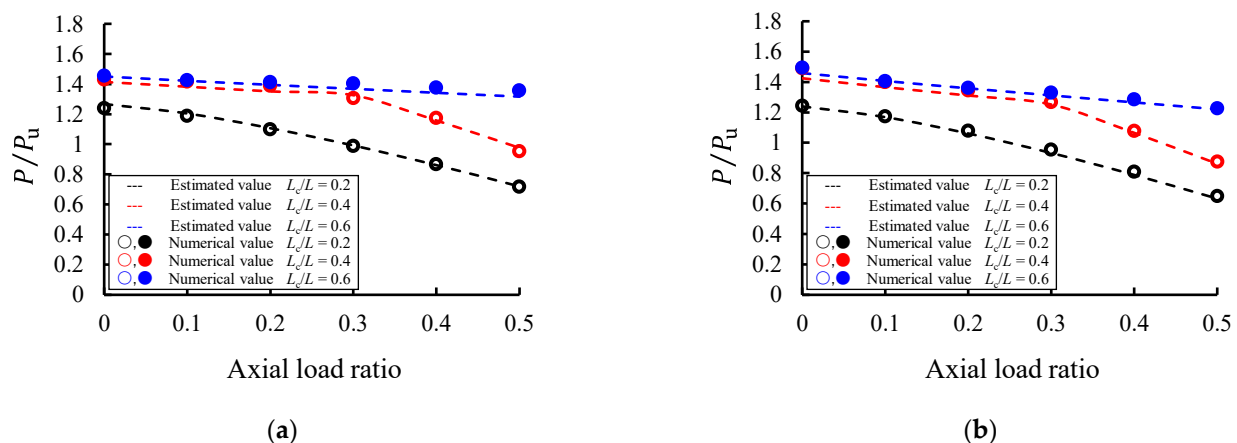 1.8
1.6
1.4
1.2
1
0.8
0.6
0.4
0.2
0
P/Pu
Estimated value Lc/L = 0.2
Estimated value Lc/L = 0.4
Estimated value Lc/L = 0.6
, Numerical value Lc/L = 0.2
, Numerical value Lc/L = 0.4
, Numerical value Lc/L = 0.6
0 0.1 0.2 0.3 0.4 0.5
Axial load ratio
(a)
1.8
1.6
1.4
1.2
1
0.8
0.6
0.4
0.2
0
P/Pu
Estimated value Lc/L = 0.2
Estimated value Lc/L = 0.4
Estimated value Lc/L = 0.6
, Numerical value Lc/L = 0.2
, Numerical value Lc/L = 0.4
, Numerical value Lc/L = 0.6
0 0.1 0.2 0.3 0.4 0.5
Axial load ratio
(b)